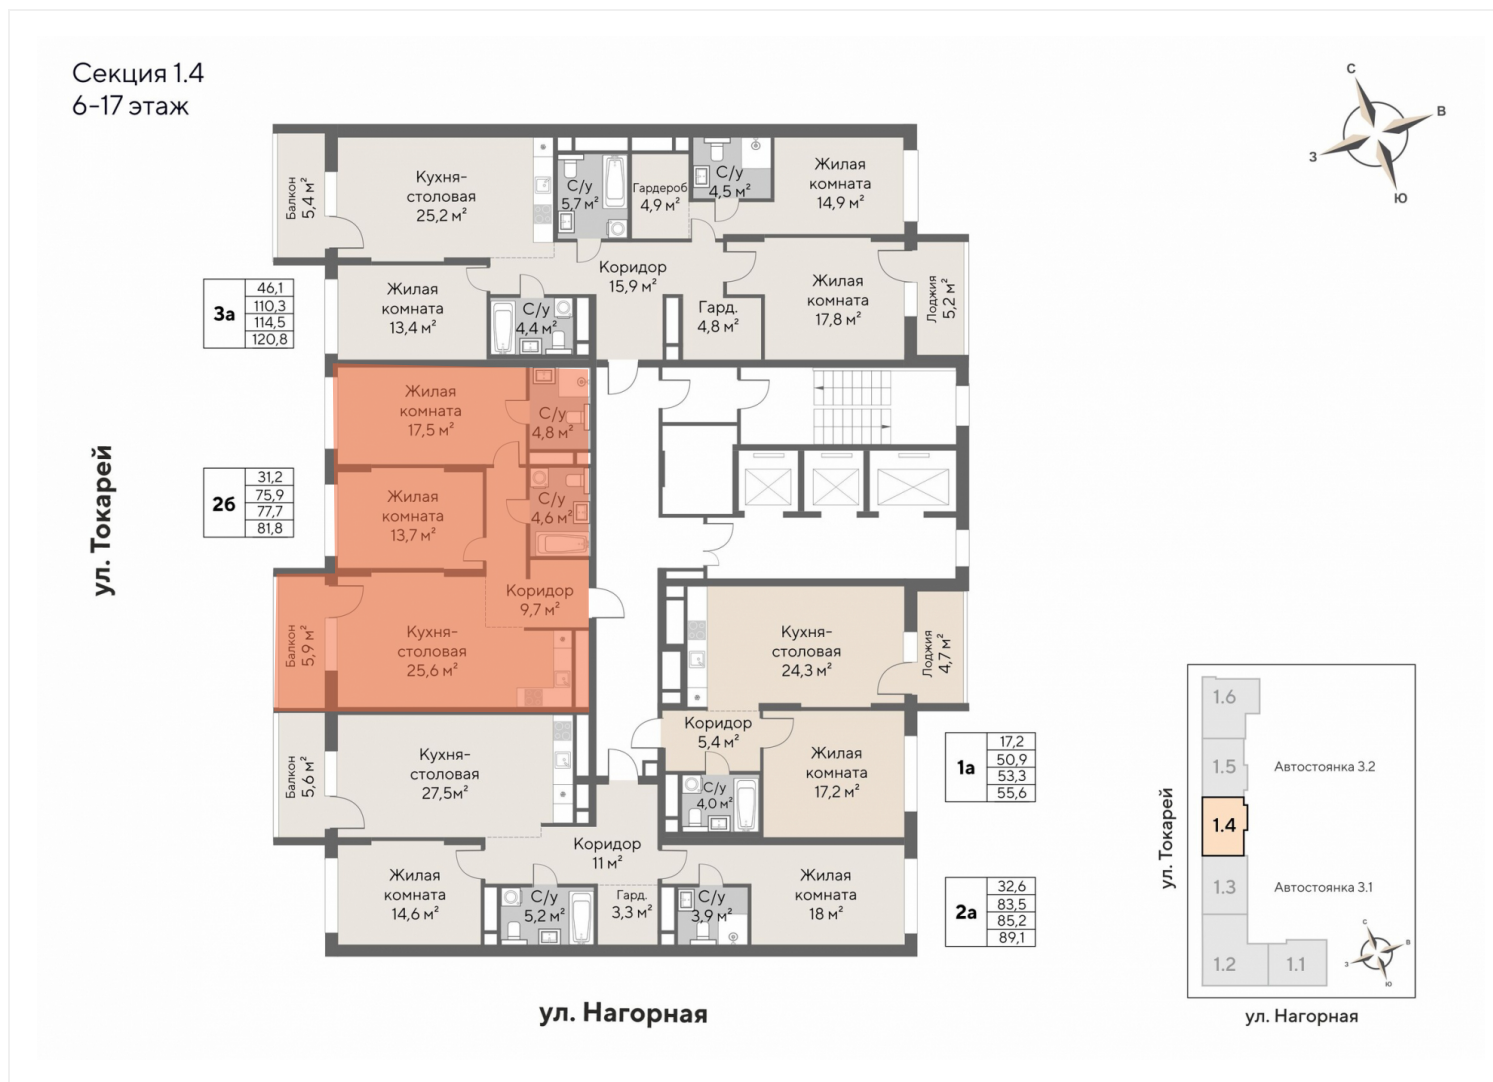 Секция 1.4
6-17 этаж
С
В
З
Ю
Балкон
5,4 м²
Кухня-
столовая
25,2 м²
С/у
5,7 м²
Гардероб
4,9 м²
С/у
4,5 м²
Жилая
комната
14,9 м²
Жилая
комната
13,4 м²
С/у
4,4 м²
Коридор
15,9 м²
Гард.
4,8 м²
Жилая
комната
17,8 м²
Лоджия
5,2 м²
3а
46,1
110,3
114,5
120,8
Жилая
комната
17,5 м²
С/у
4,8 м²
2б
31,2
75,9
77,7
81,8
Жилая
комната
13,7 м²
С/у
4,6 м²
ул. Токарей
Балкон
5,9 м²
Кухня-
столовая
25,6 м²
Коридор
9,7 м²
Кухня-
столовая
24,3 м²
Лоджия
4,7 м²
Балкон
5,6 м²
Кухня-
столовая
27,5м²
Коридор
5,4 м²
С/у
4,0 м²
Жилая
комната
17,2 м²
1а
17,2
50,9
53,3
55,6
Жилая
комната
14,6 м²
С/у
5,2 м²
Коридор
11 м²
Гард.
3,3 м²
С/у
3,9 м²
Жилая
комната
18 м²
2а
32,6
83,5
85,2
89,1
ул. Нагорная
1.6
1.5
Автостоянка 3.2
1.4
ул. Токарей
1.3
Автостоянка 3.1
1.2
1.1
С
В
З
Ю
ул. Нагорная